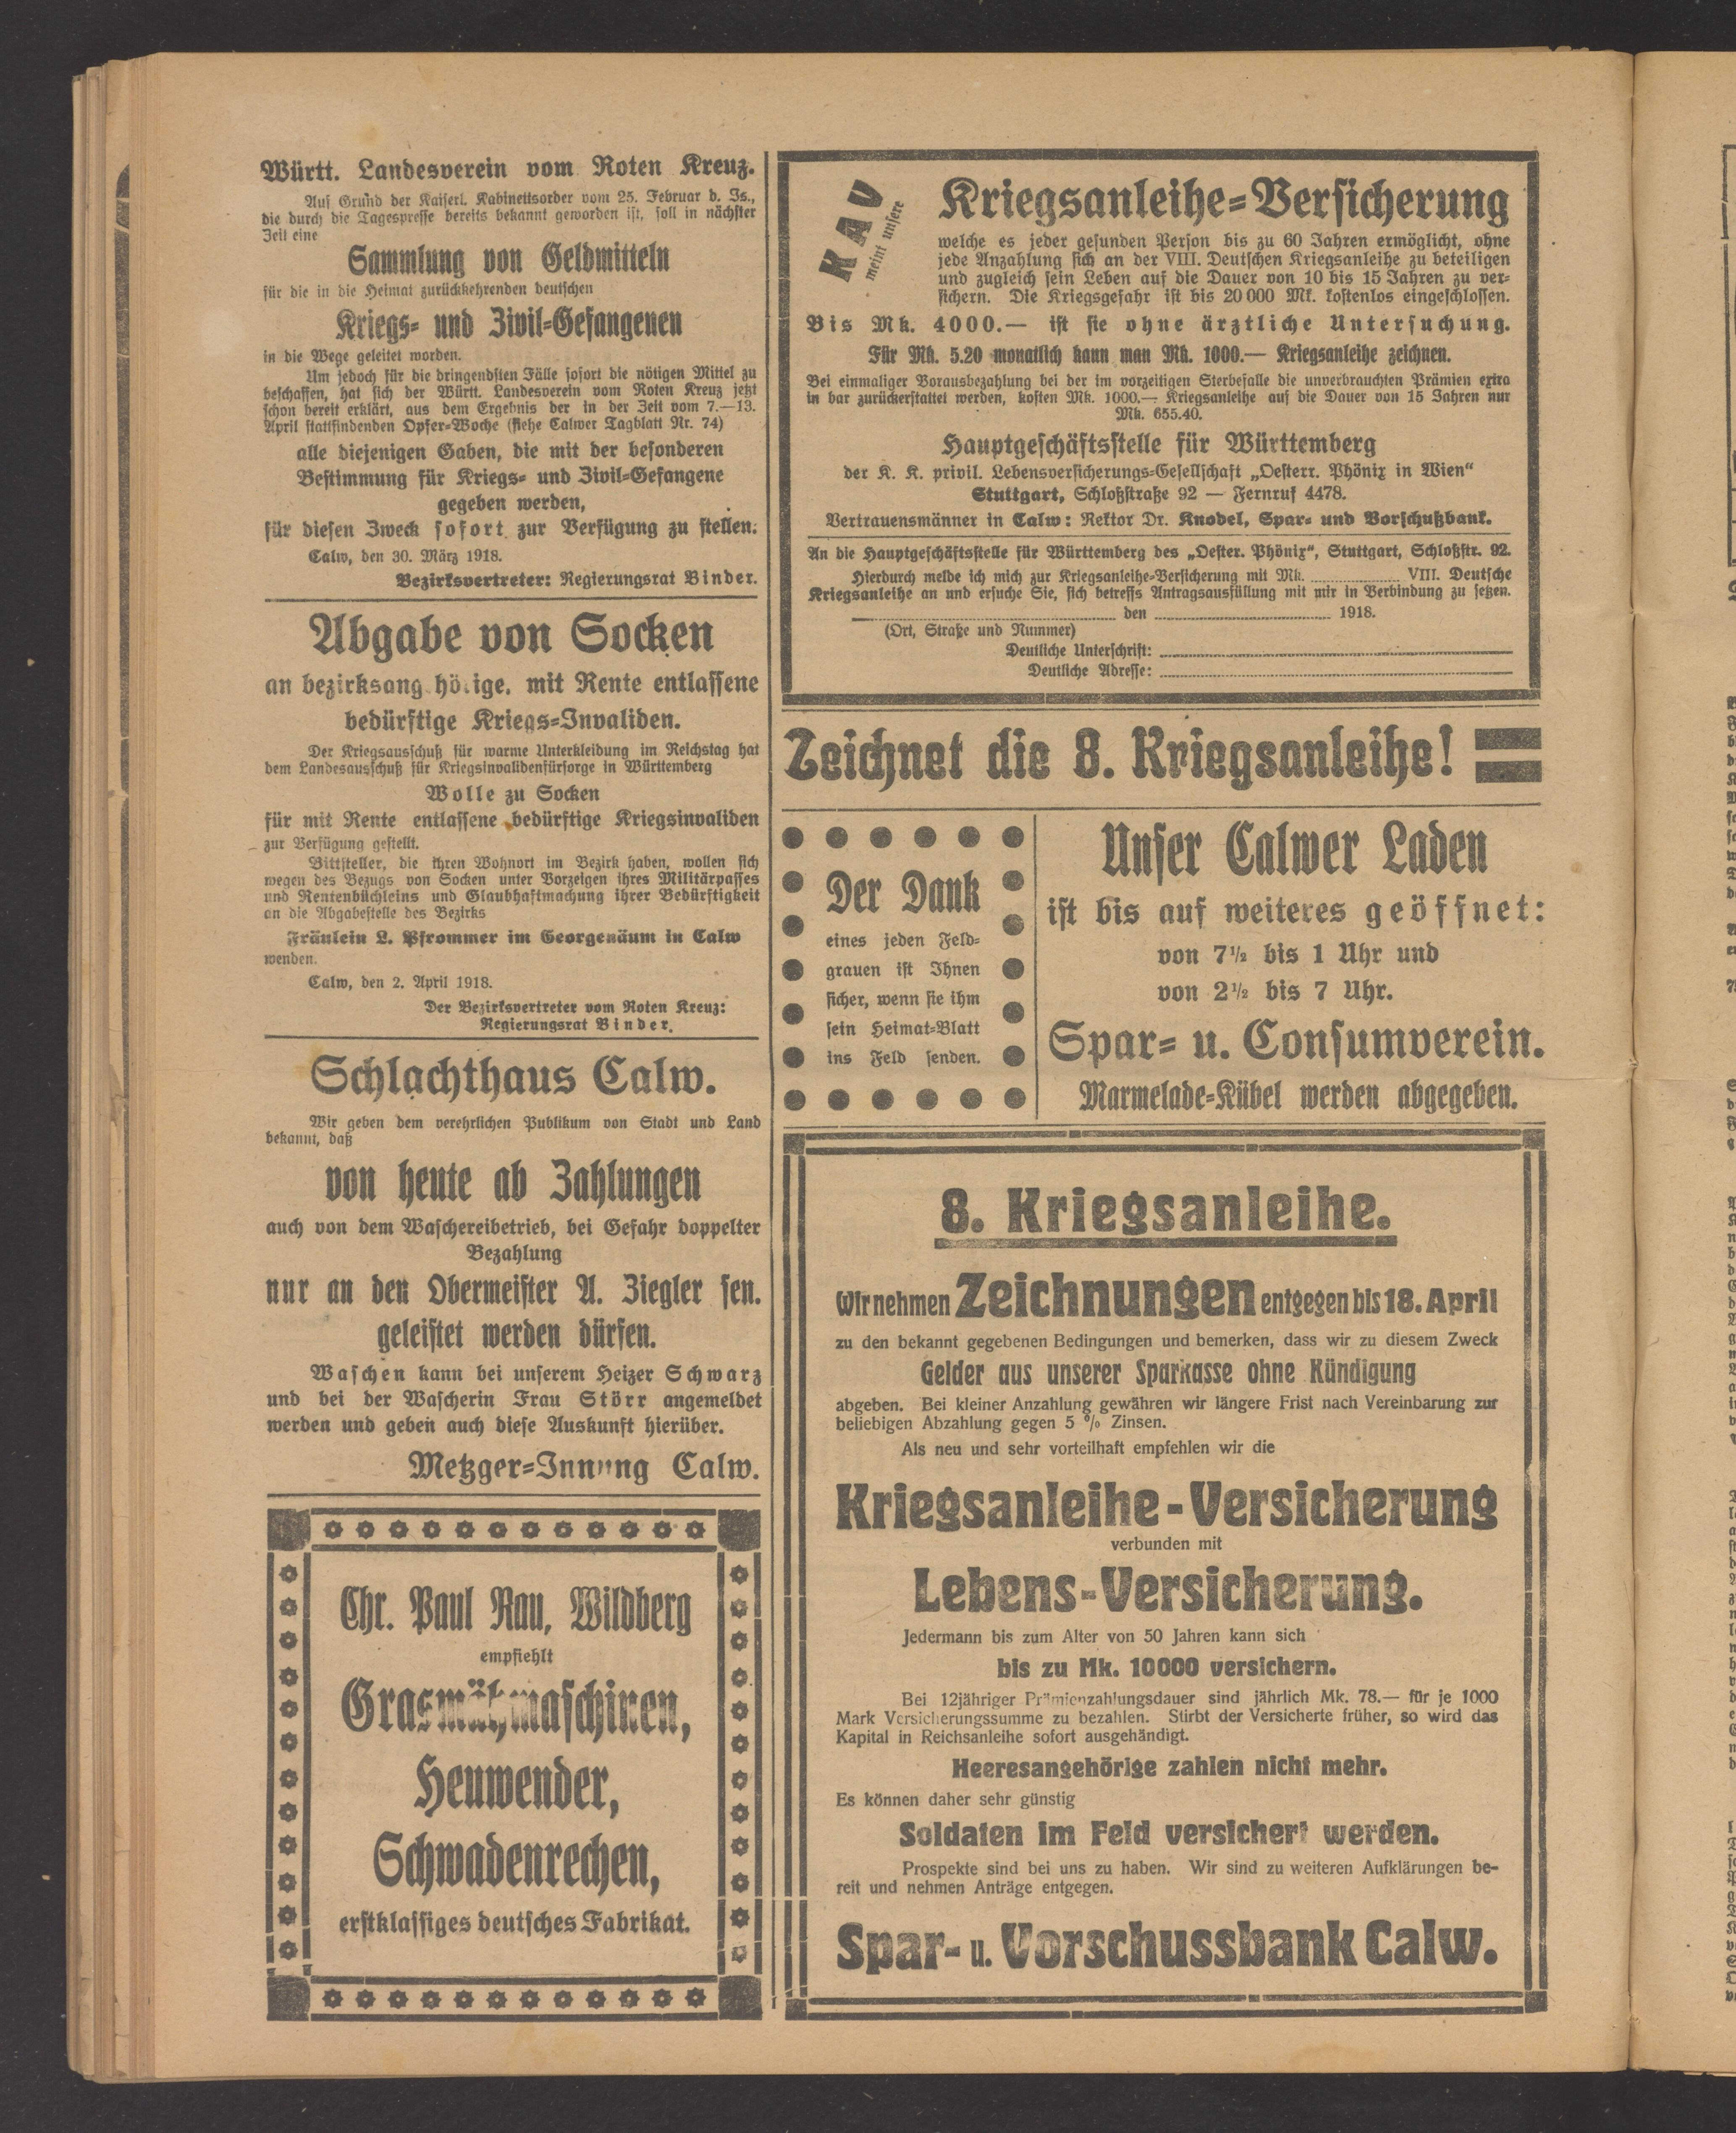 Württ. Landesverein vom Roten Kreuz.
Auf Grund der Kaiserl. Kabinettsorder vom 25. Februar d. Js.,
die durch die Tagespresse bereits bekannt geworden ist, soll in nächster
Zeit eine
Sammlung von Geldmitteln
für die in die Heimat zurückkehrenden deutschen
Kriegs- und Zivil-Gefangenen
in die Wege geleitet worden.
Um jedoch für die dringendsten Fälle sofort die nötigen Mittel zu
beschaffen, hat sich der Württ. Landesverein vom Roten Kreuz jetzt
schon bereit erklärt, aus dem Ergebnis der in der Zeit vom 7.—13.
April stattfindenden Opfer-Woche (siehe Calwer Tagblatt Nr. 74)
alle diejenigen Gaben, die mit der besonderen
Bestimmung für Kriegs- und Zivil-Gefangene
gegeben werden,
für diesen Zweck sofort zur Verfügung zu stellen.
Calw, den 30. März 1918.
Bezirksvertreter: Regierungsrat Binder.
Abgabe von Socken
an bezirksang hörige, mit Rente entlassene
bedürftige Kriegs-Invaliden.
Der Kriegsausschuß für warme Unterkleidung im Reichstag hat
dem Landesausschuß für Kriegsinvalidenfürsorge in Württemberg
Wolle zu Socken
für mit Rente entlassene bedürftige Kriegsinvaliden
zur Verfügung gestellt.
Bittsteller, die ihren Wohnort im Bezirk haben, wollen sich
wegen des Bezugs von Socken unter Vorzeigen ihres Militärpasses
und Rentenbüchleins und Glaubhaftmachung ihrer Bedürftigkeit
an die Abgabestelle des Bezirks
Fräulein L. Pfrommer im Georgenäum in Calw
wenden.
Calw, den 2. April 1918.
Der Bezirksvertreter vom Roten Kreuz:
Regierungsrat Binder.
Schlachthaus Calw.
Wir geben dem verehrlichen Publikum von Stadt und Land
bekannt, daß
von heute ab Zahlungen
auch von dem Waschereibetrieb, bei Gefahr doppelter
Bezahlung
nur an den Obermeister A. Ziegler sen.
geleistet werden dürfen.
Waschen kann bei unserem Heizer Schwarz
und bei der Wascherin Frau Störr angemeldet
werden und geben auch diese Auskunft hierüber.
Metzger-Innung Calw.
Chr. Paul Rau, Wildberg
empfiehlt
Grasmähmaschinen,
Heuwender,
Schwadenrechen,
erstklassiges deutsches Fabrikat.
KAV
meint unsere
Kriegsanleihe-Versicherung
welche es jeder gesunden Person bis zu 60 Jahren ermöglicht, ohne
jede Anzahlung sich an der VIII. Deutschen Kriegsanleihe zu beteiligen
und zugleich sein Leben auf die Dauer von 10 bis 15 Jahren zu ver-
sichern. Die Kriegsgefahr ist bis 20 000 Mk. kostenlos eingeschlossen.
Bis Mk. 4000.— ist sie ohne ärztliche Untersuchung.
Für Mk. 5.20 monatlich kann man Mk. 1000.— Kriegsanleihe zeichnen.
Bei einmaliger Vorausbezahlung bei der im vorzeitigen Sterbefalle die unverbrauchten Prämien extra
in bar zurückerstattet werden, kosten Mk. 1000.— Kriegsanleihe auf die Dauer von 15 Jahren nur
Mk. 655.40.
Hauptgeschäftsstelle für Württemberg
der K. K. privil. Lebensversicherungs-Gesellschaft „Oesterr. Phönix in Wien“
Stuttgart, Schloßstraße 92 — Fernruf 4478.
Vertrauensmänner in Calw: Rektor Dr. Knodel, Spar- und Vorschußbank.
An die Hauptgeschäftsstelle für Württemberg des „Oester. Phönix“, Stuttgart, Schloßstr. 92.
Hierdurch melde ich mich zur Kriegsanleihe-Versicherung mit Mk. .................. VIII. Deutsche
Kriegsanleihe an und ersuche Sie, sich betreffs Antragsausfüllung mit mir in Verbindung zu setzen.
.................. den .................. 1918.
(Ort, Straße und Nummer)
Deutliche Unterschrift: ..................
Deutliche Adresse: ..................
Zeichnet die 8. Kriegsanleihe!
Der Dank
eines jeden Feld-
grauen ist Ihnen
sicher, wenn sie ihm
sein Heimat-Blatt
ins Feld senden.
Unser Calwer Laden
ist bis auf weiteres geöffnet:
von 7½ bis 1 Uhr und
von 2½ bis 7 Uhr.
Spar- u. Consumverein.
Marmelade-Kübel werden abgegeben.
8. Kriegsanleihe.
Wir nehmen Zeichnungen entgegen bis 18. April
zu den bekannt gegebenen Bedingungen und bemerken, dass wir zu diesem Zweck
Gelder aus unserer Sparkasse ohne Kündigung
abgeben. Bei kleiner Anzahlung gewähren wir längere Frist nach Vereinbarung zur
beliebigen Abzahlung gegen 5 % Zinsen.
Als neu und sehr vorteilhaft empfehlen wir die
Kriegsanleihe-Versicherung
verbunden mit
Lebens-Versicherung.
Jedermann bis zum Alter von 50 Jahren kann sich
bis zu Mk. 10000 versichern.
Bei 12jähriger Prämienzahlungsdauer sind jährlich Mk. 78.— für je 1000
Mark Versicherungssumme zu bezahlen. Stirbt der Versicherte früher, so wird das
Kapital in Reichsanleihe sofort ausgehändigt.
Heeresangehörige zahlen nicht mehr.
Es können daher sehr günstig
Soldaten im Feld versichert werden.
Prospekte sind bei uns zu haben. Wir sind zu weiteren Aufklärungen be-
reit und nehmen Anträge entgegen.
Spar- u. Vorschussbank Calw.